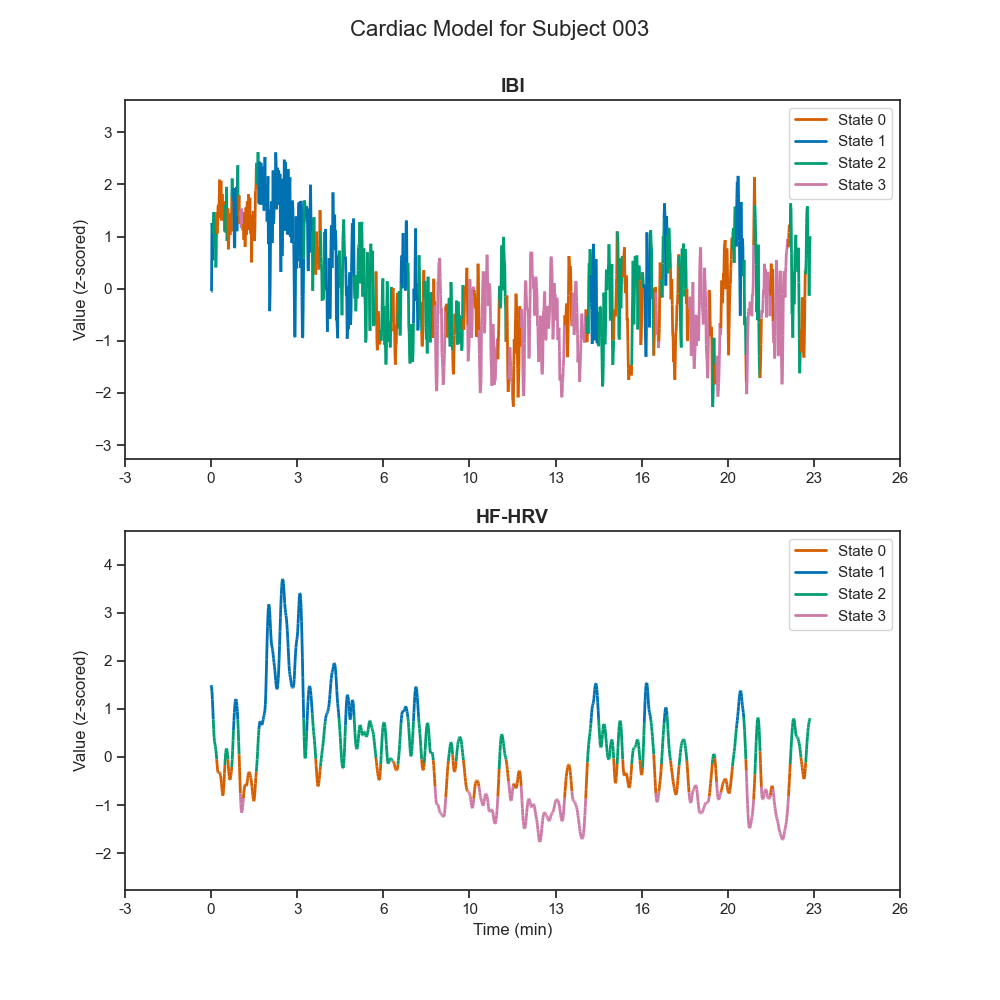 Cardiac Model for Subject 003
IBI
Value (z-scored)
3
2
1
0
−1
−2
−3
State 0
State 1
State 2
State 3
-3 0 3 6 10 13 16 20 23 26
HF-HRV
Value (z-scored)
4
3
2
1
0
−1
−2
State 0
State 1
State 2
State 3
-3 0 3 6 10 13 16 20 23 26
Time (min)